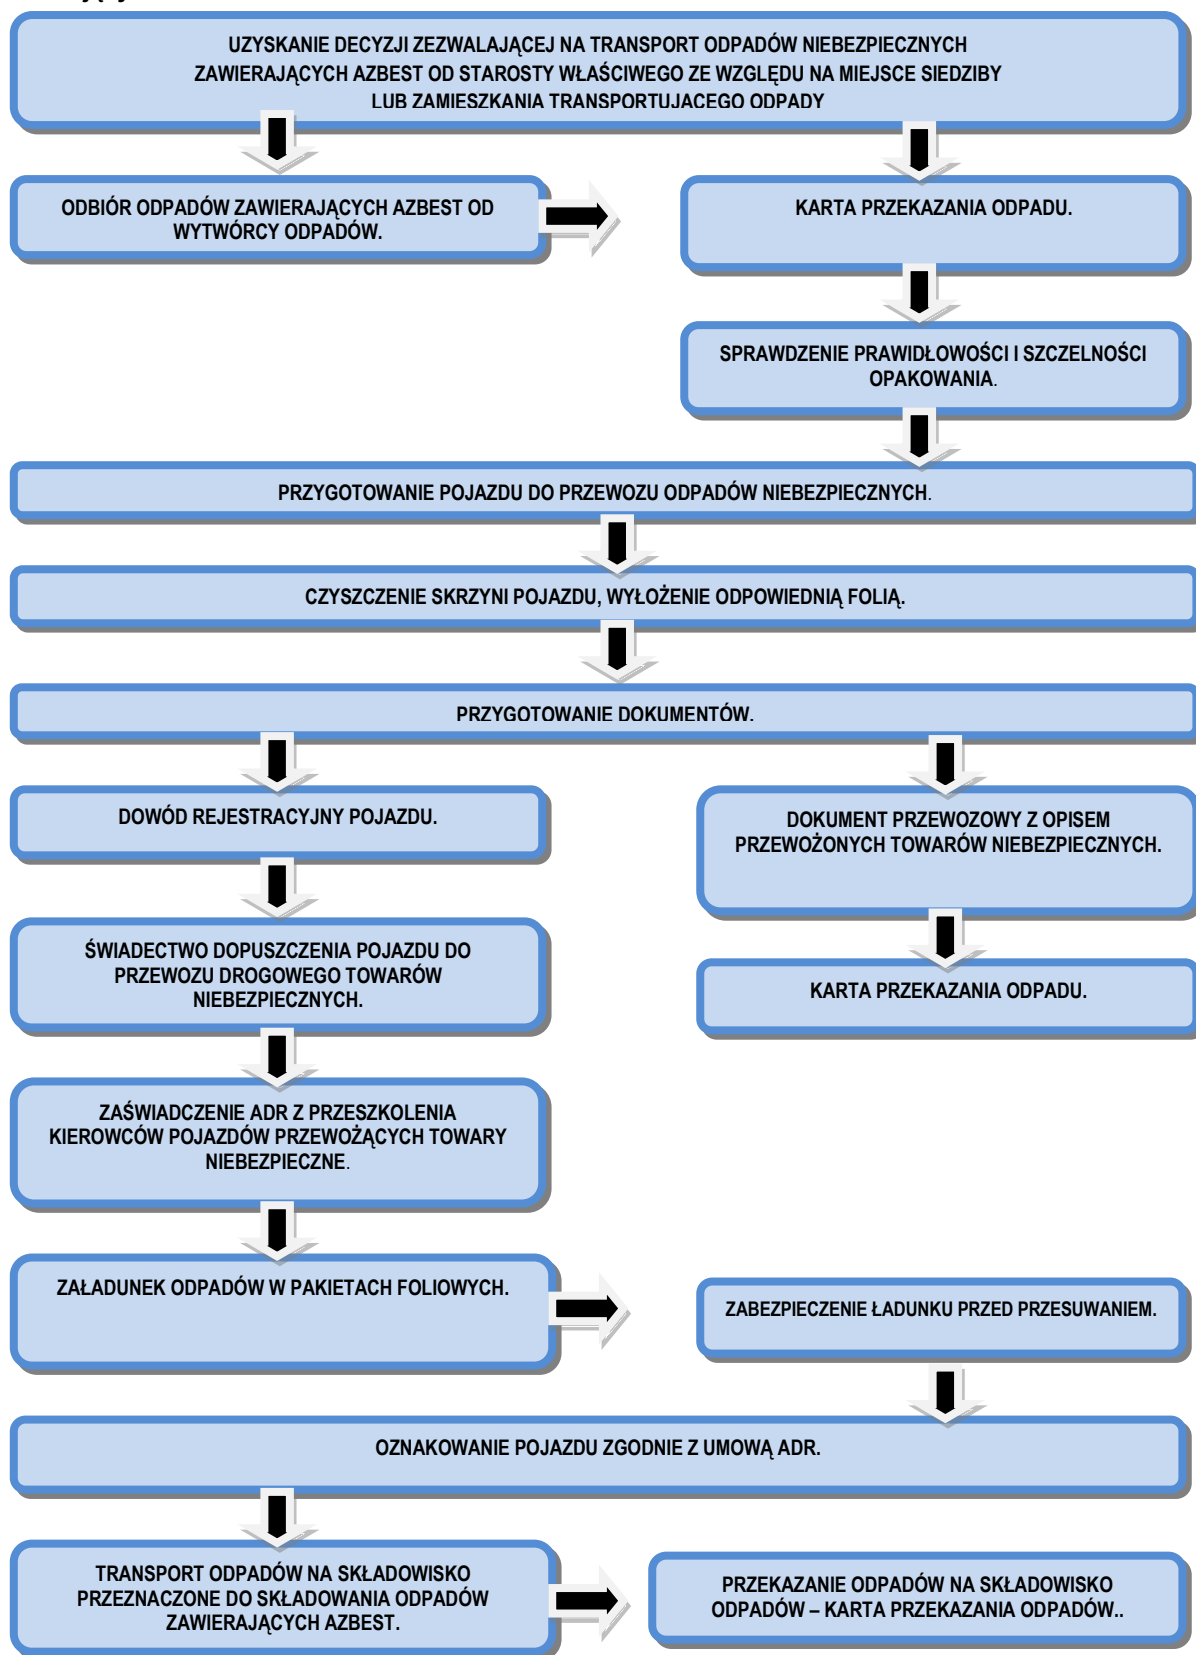 UZYSKANIE DECYZJI ZEZWALAJĄCEJ NA TRANSPORT ODPADÓW NIEBEZPIECZNYCH
ZAWIERAJĄCYCH AZBEST OD STAROSTY WŁAŚCIWEGO ZE WZGLĘDU NA MIEJSCE SIEDZIBY
LUB ZAMIESZKANIA TRANSPORTUJACEGO ODPADY
ODBIÓR ODPADÓW ZAWIERAJĄCYCH AZBEST OD
WYTWÓRCY ODPADÓW.
KARTA PRZEKAZANIA ODPADU.
SPRAWDZENIE PRAWIDŁOWOŚCI I SZCZELNOŚCI
OPAKOWANIA.
PRZYGOTOWANIE POJAZDU DO PRZEWOZU ODPADÓW NIEBEZPIECZNYCH.
CZYSZCZENIE SKRZYNI POJAZDU, WYŁOŻENIE ODPOWIEDNIĄ FOLIĄ.
PRZYGOTOWANIE DOKUMENTÓW.
DOWÓD REJESTRACYJNY POJAZDU.
DOKUMENT PRZEWOZOWY Z OPISEM
PRZEWOŻONYCH TOWARÓW NIEBEZPIECZNYCH.
ŚWIADECTWO DOPUSZCZENIA POJAZDU DO
PRZEWOZU DROGOWEGO TOWARÓW
NIEBEZPIECZNYCH.
KARTA PRZEKAZANIA ODPADU.
ZAŚWIADCZENIE ADR Z PRZESZKOLENIA
KIEROWCÓW POJAZDÓW PRZEWOŻĄCYCH TOWARY
NIEBEZPIECZNE.
ZAŁADUNEK ODPADÓW W PAKIETACH FOLIOWYCH.
ZABEZPIECZENIE ŁADUNKU PRZED PRZESUWANIEM.
OZNAKOWANIE POJAZDU ZGODNIE Z UMOWĄ ADR.
TRANSPORT ODPADÓW NA SKŁADOWISKO
PRZEZNACZONE DO SKŁADOWANIA ODPADÓW
ZAWIERAJĄCYCH AZBEST.
PRZEKAZANIE ODPADÓW NA SKŁADOWISKO
ODPADÓW – KARTA PRZEKAZANIA ODPADÓW..